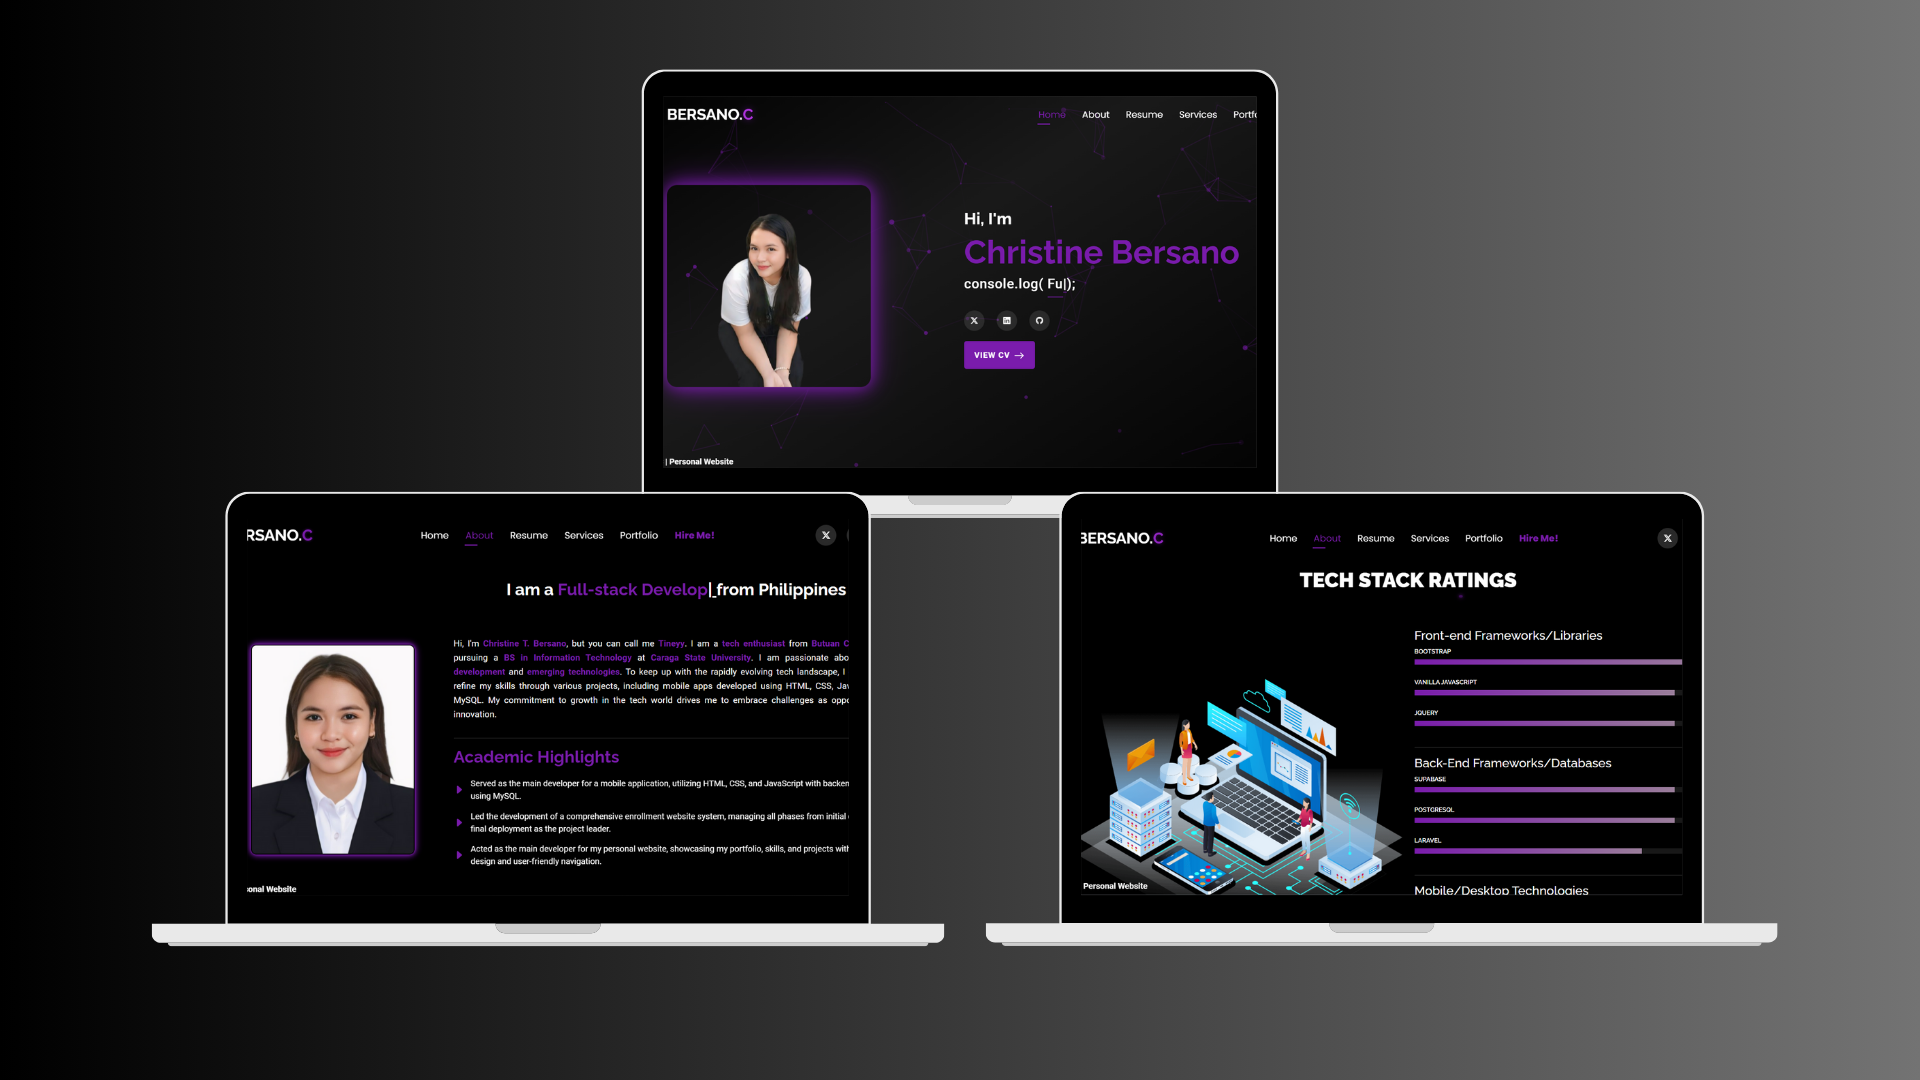 BERSANO.C
Home About Resume Services Portfo
Hi, I'm
Christine Bersano
console.log( Fu|);
VIEW CV →
| Personal Website
RSANO.C
Home About Resume Services Portfolio Hire Me!
I am a Full-stack Develop|_from Philippines
Hi, I'm Christine T. Bersano, but you can call me Tineyy. I am a tech enthusiast from Butuan C
pursuing a BS in Information Technology at Caraga State University. I am passionate abo
development and emerging technologies. To keep up with the rapidly evolving tech landscape, I
refine my skills through various projects, including mobile apps developed using HTML, CSS, Jav
MySQL. My commitment to growth in the tech world drives me to embrace challenges as oppo
innovation.
Academic Highlights
Served as the main developer for a mobile application, utilizing HTML, CSS, and JavaScript with backen
using MySQL.
Led the development of a comprehensive enrollment website system, managing all phases from initial
final deployment as the project leader.
Acted as the main developer for my personal website, showcasing my portfolio, skills, and projects with
design and user-friendly navigation.
onal Website
BERSANO.C
Home About Resume Services Portfolio Hire Me!
TECH STACK RATINGS
Front-end Frameworks/Libraries
BOOTSTRAP
VANILLA JAVASCRIPT
JQUERY
Back-End Frameworks/Databases
SUPABASE
POSTGRESQL
LARAVEL
Mobile/Desktop Technologies
Personal Website